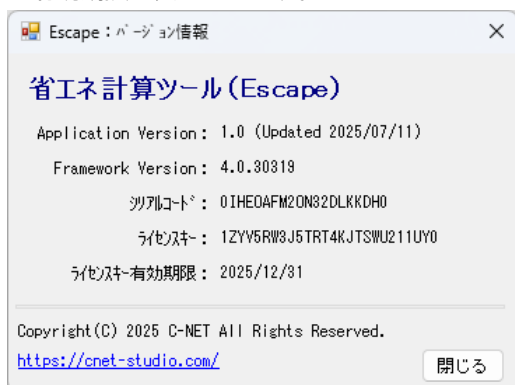 Escape：ﾊﾞｰｼﾞｮﾝ情報
省エネ計算ツール(Escape)
Application Version： 1.0 (Updated 2025/07/11)
Framework Version： 4.0.30319
ｼﾘｱﾙｺｰﾄﾞ： 0IHEOAFM2ON32DLKKDH0
ﾗｲｾﾝｽｷｰ： 1ZYV5RW3J5TRT4KJTSWU211UY0
ﾗｲｾﾝｽｷｰ有効期限： 2025/12/31
Copyright(C) 2025 C-NET All Rights Reserved.
https://cnet-studio.com/
閉じる